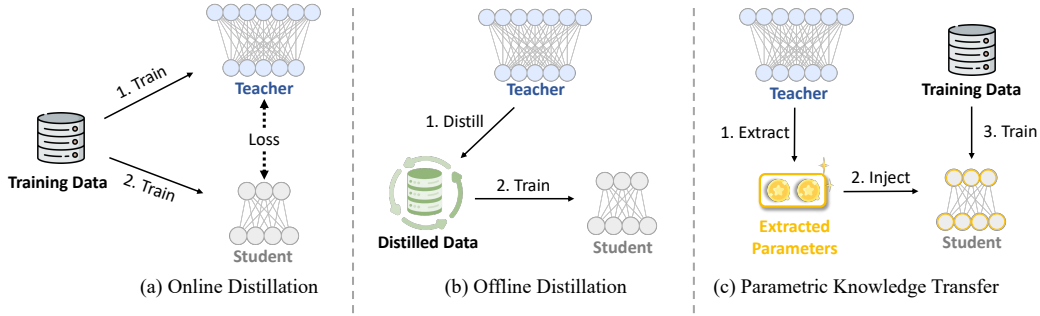 Teacher
1. Train
Loss
Training Data
2. Train
Student
(a) Online Distillation
Teacher
1. Distill
2. Train
Distilled Data
Student
(b) Offline Distillation
Teacher
Training Data
1. Extract
3. Train
2. Inject
Extracted
Parameters
Student
(c) Parametric Knowledge Transfer